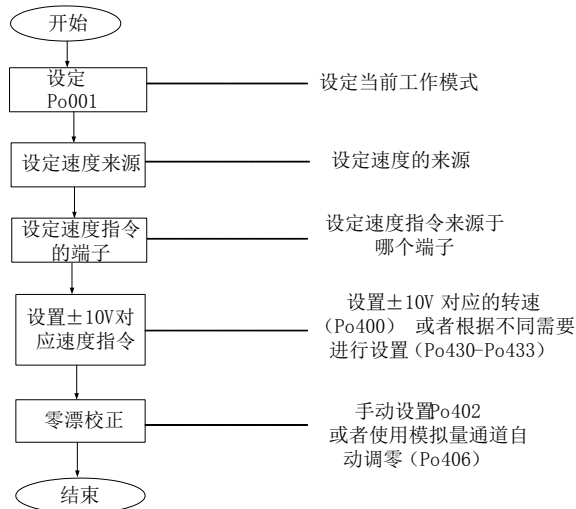 开始
设定
Po001
设定当前工作模式
设定速度来源
设定速度的来源
设定速度指令
的端子
设定速度指令来源于
哪个端子
设置±10V对
应速度指令
设置±10V 对应的转速
（Po400） 或者根据不同需要
进行设置（Po430-Po433）
零漂校正
手动设置Po402
或者使用模拟量通道自
动调零（Po406）
结束